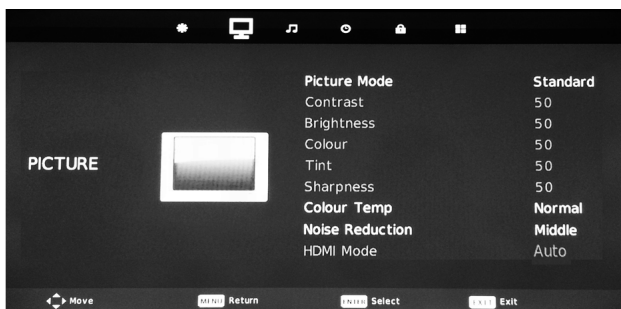 PICTURE
Picture Mode Standard
Contrast 50
Brightness 50
Colour 50
Tint 50
Sharpness 50
Colour Temp Normal
Noise Reduction Middle
HDMI Mode Auto
Move MENU Return ENTER Select EXIT Exit